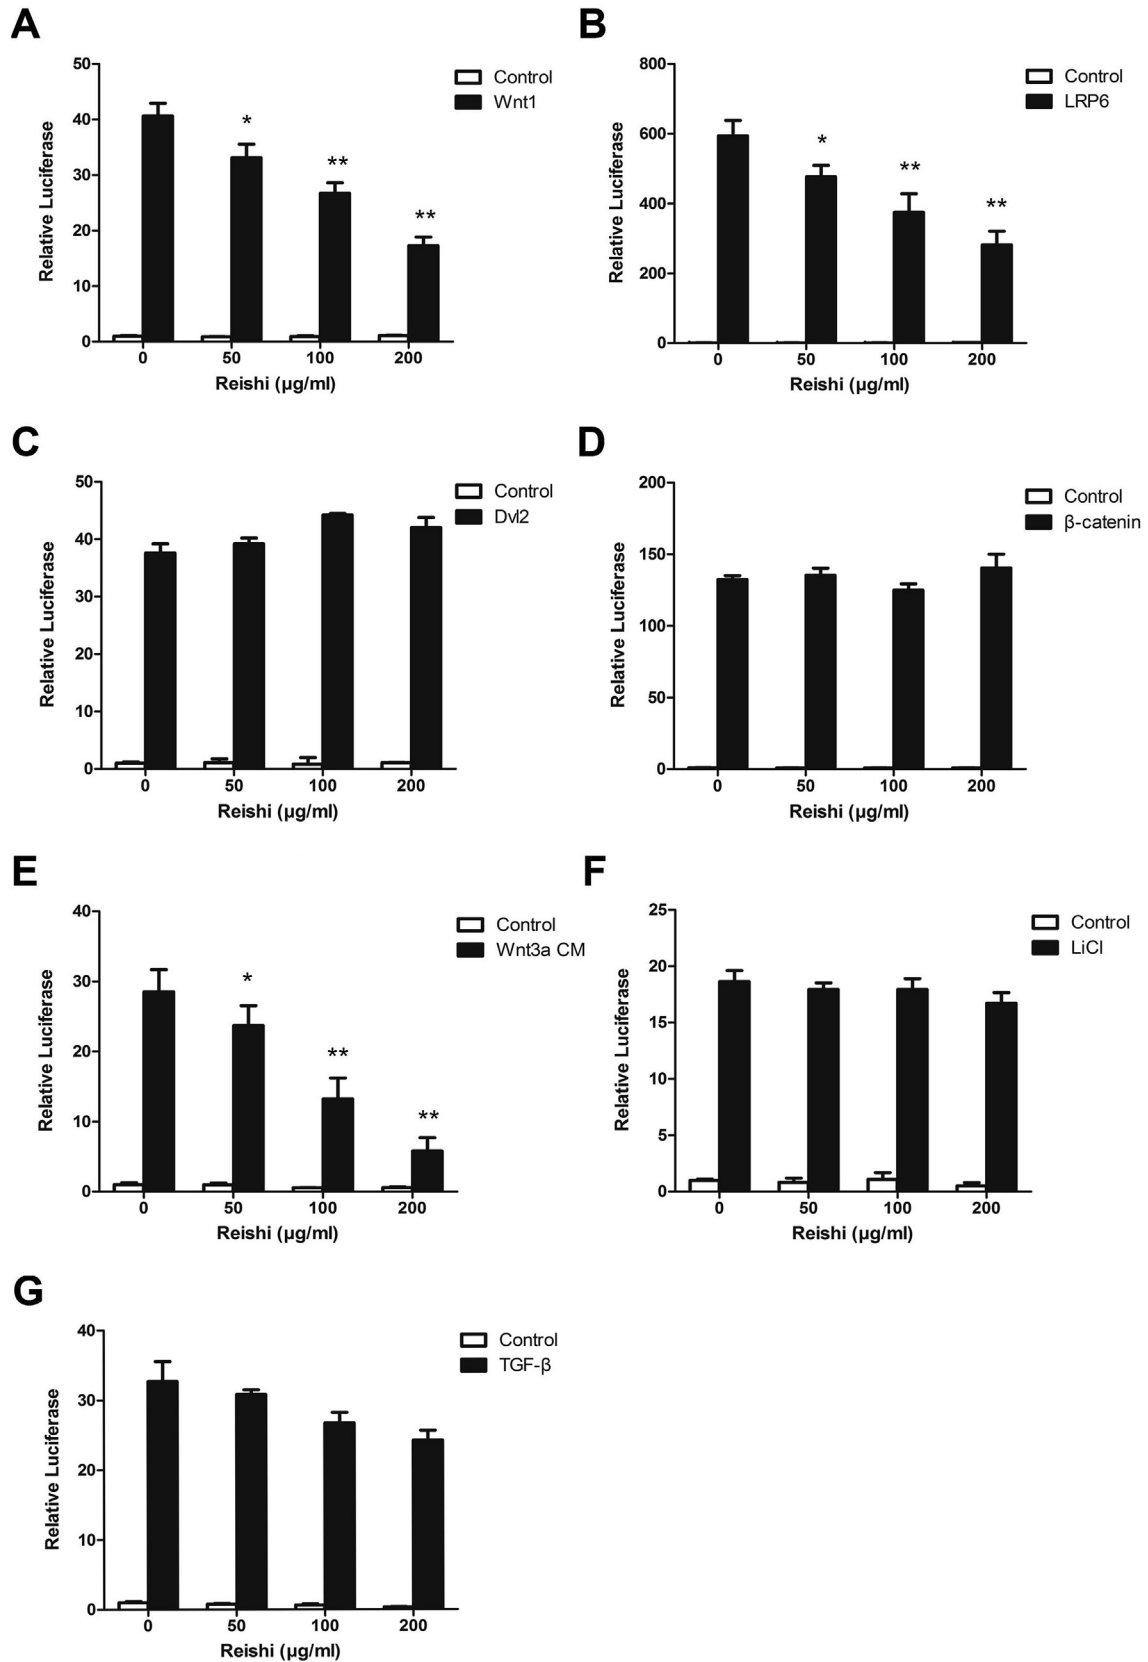 A
50
40
30
20
10
0
Relative Luciferase
Control
Wnt1
*
**
**
0 50 100 200
Reishi (µg/ml)
B
800
600
400
200
0
Relative Luciferase
Control
LRP6
*
**
**
0 50 100 200
Reishi (µg/ml)
C
50
40
30
20
10
0
Relative Luciferase
Control
Dvl2
0 50 100 200
Reishi (µg/ml)
D
200
150
100
50
0
Relative Luciferase
Control
β-catenin
0 50 100 200
Reishi (µg/ml)
E
40
30
20
10
0
Relative Luciferase
Control
Wnt3a CM
*
**
**
0 50 100 200
Reishi (µg/ml)
F
25
20
15
10
5
0
Relative Luciferase
Control
LiCl
0 50 100 200
Reishi (µg/ml)
G
40
30
20
10
0
Relative Luciferase
Control
TGF-β
0 50 100 200
Reishi (µg/ml)